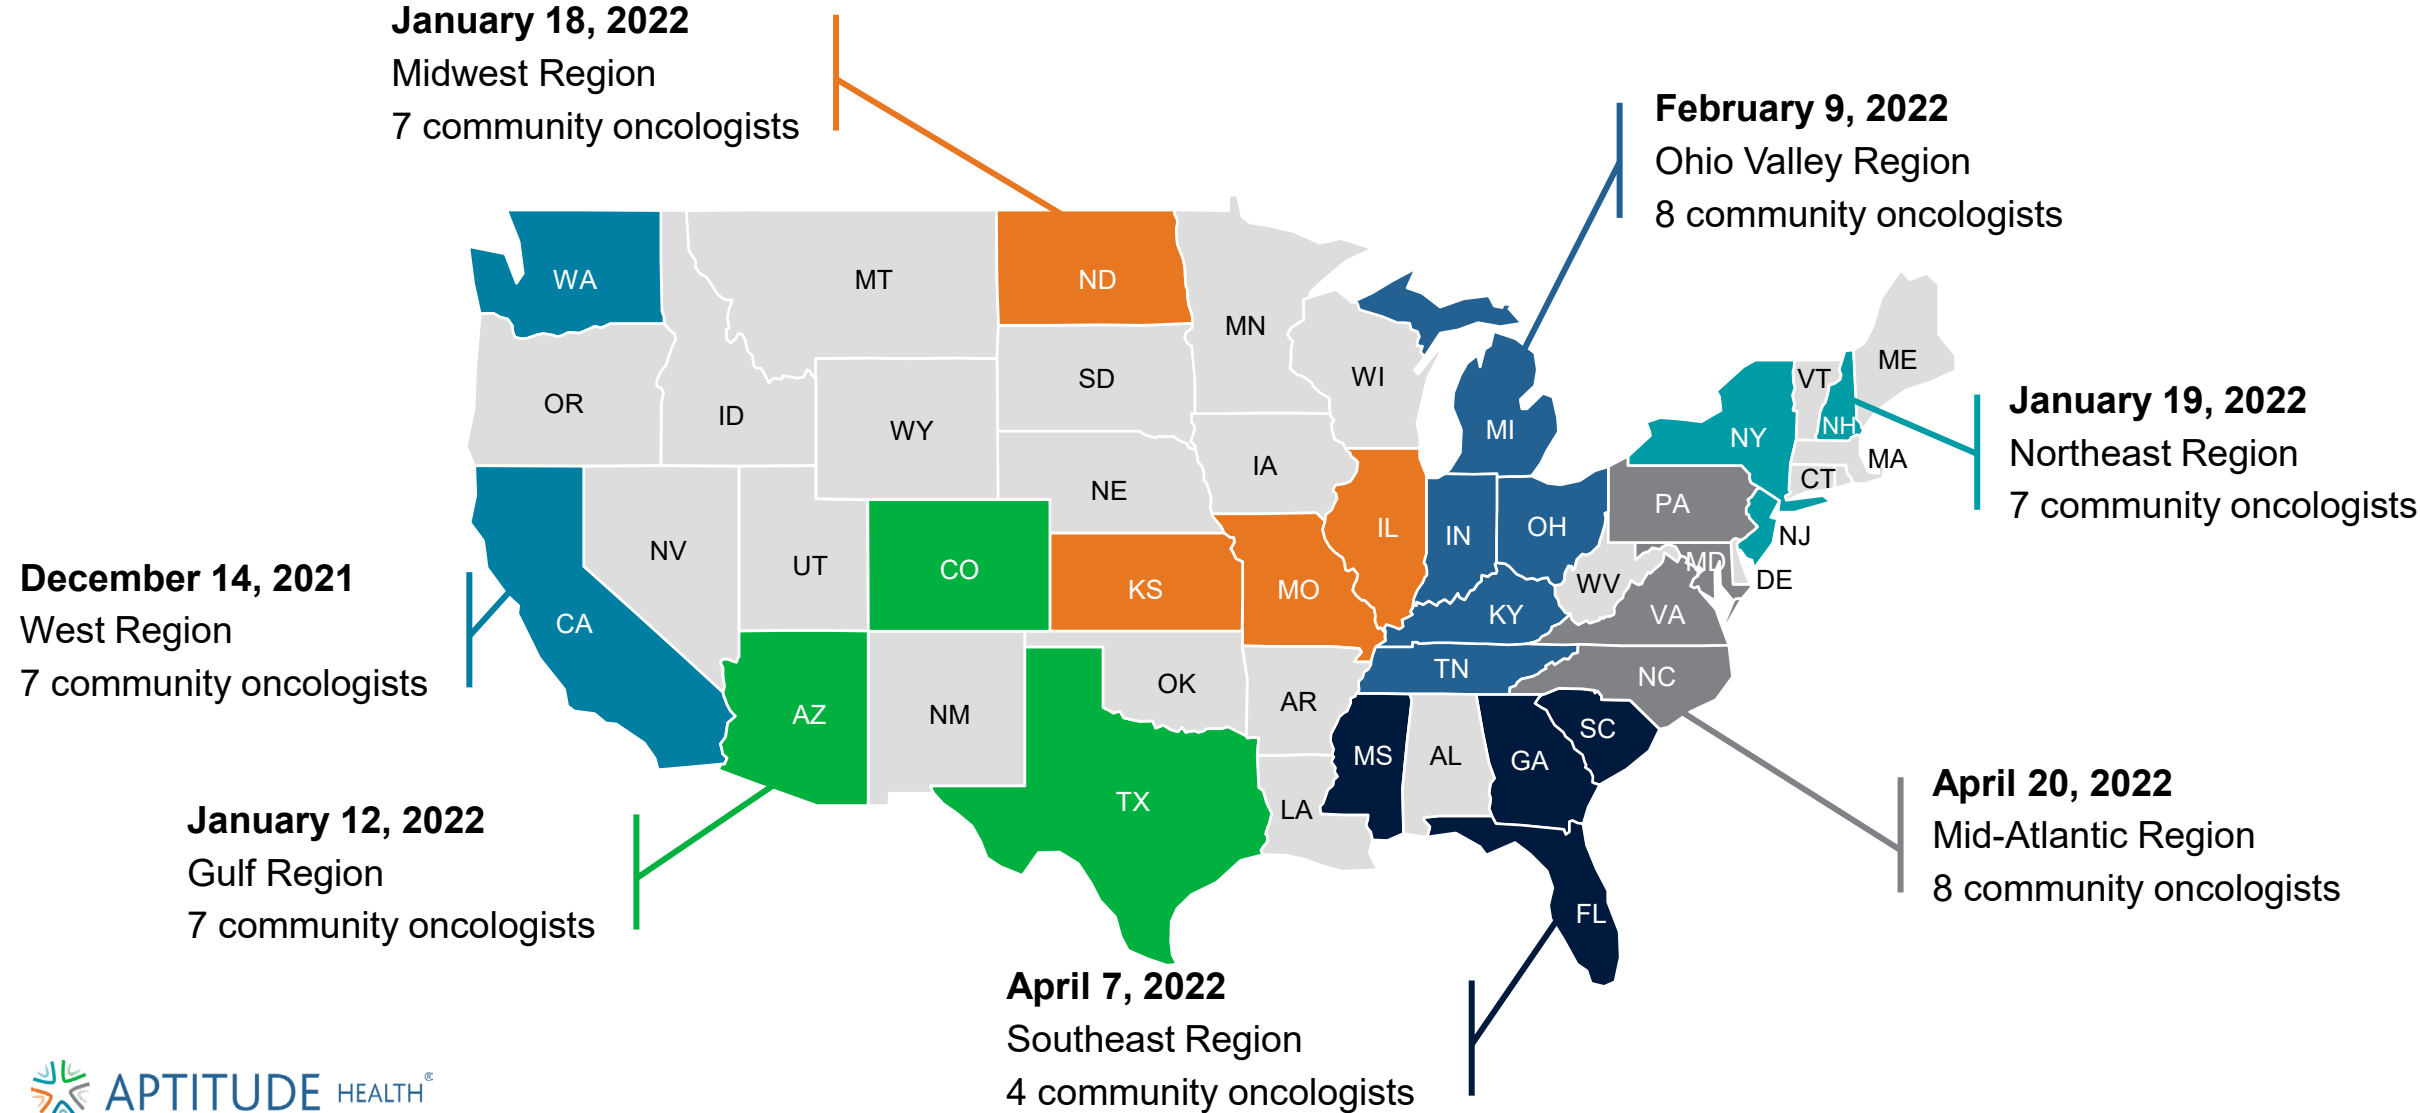 January 18, 2022
Midwest Region
7 community oncologists
February 9, 2022
Ohio Valley Region
8 community oncologists
January 19, 2022
Northeast Region
7 community oncologists
December 14, 2021
West Region
7 community oncologists
January 12, 2022
Gulf Region
7 community oncologists
April 20, 2022
Mid-Atlantic Region
8 community oncologists
April 7, 2022
Southeast Region
4 community oncologists
WA
MT
ND
MN
OR
ID
WY
SD
WI
MI
NY
VT
NH
ME
MA
CT
NE
IA
NV
UT
CO
KS
MO
IL
IN
OH
PA
NJ
MD
DE
WV
VA
KY
CA
AZ
NM
OK
AR
TN
NC
SC
TX
LA
MS
AL
GA
FL
APTITUDE HEALTH®